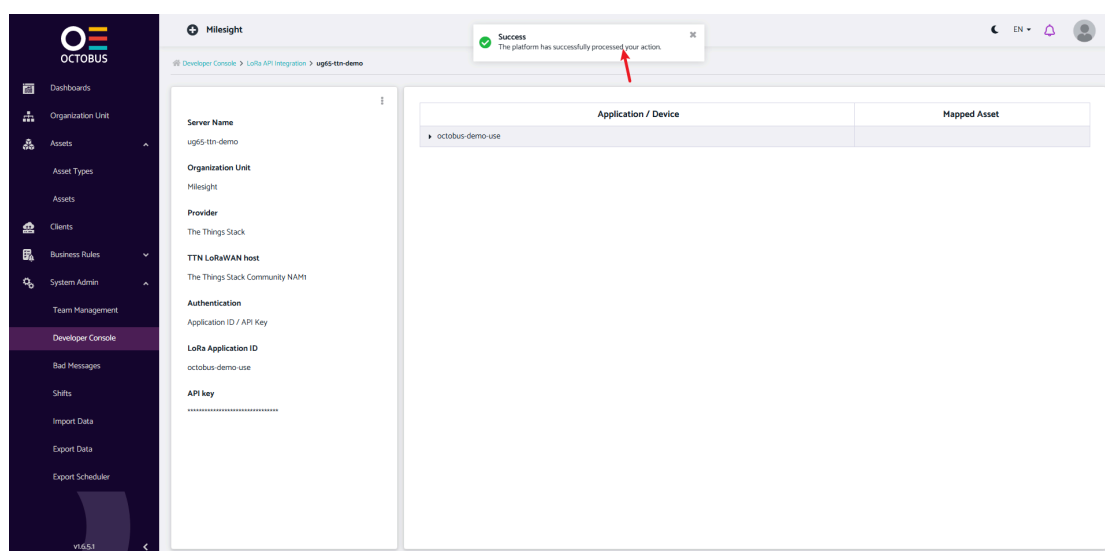 OCTOBUS
Dashboards
Organization Unit
Assets
Asset Types
Assets
Clients
Business Rules
System Admin
Team Management
Developer Console
Bad Messages
Shifts
Import Data
Export Data
Export Scheduler
v1.6.5.1
Milesight
Success
The platform has successfully processed your action.
EN
Developer Console > LoRa API Integration > ug65-ttn-demo
Server Name
ug65-ttn-demo
Organization Unit
Milesight
Provider
The Things Stack
TTN LoRaWAN host
The Things Stack Community NAM1
Authentication
Application ID / API Key
LoRa Application ID
octobus-demo-use
API key
********************************
Application / Device Mapped Asset
octobus-demo-use